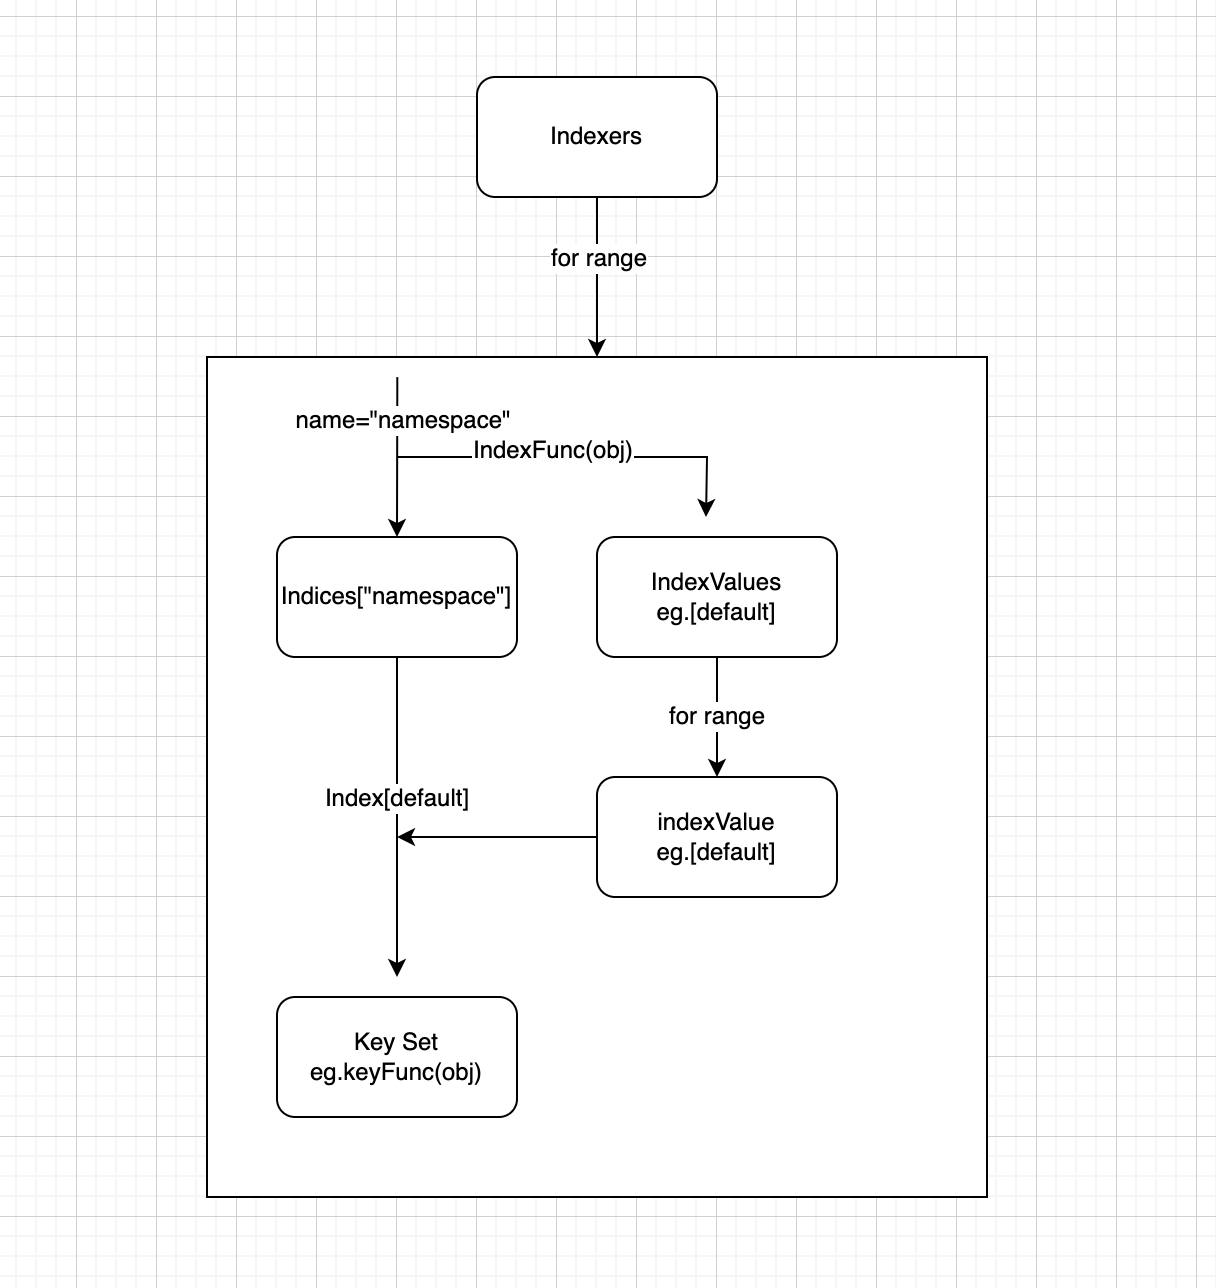 Indexers
for range
name="namespace"
IndexFunc(obj)
Indices["namespace"]
IndexValues
eg.[default]
for range
Index[default]
indexValue
eg.[default]
Key Set
eg.keyFunc(obj)